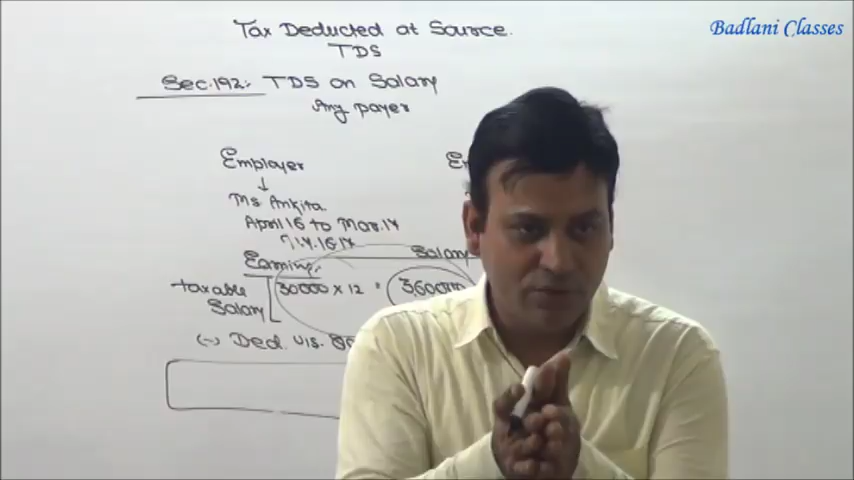 Badlani Classes
Tax Deducted at Source.
TDS
Sec.192:- TDS on Salary
Any payer
Employer
Ms Ankita.
April 16 to Mar.17
Salary
Earning:
taxable
Salary
30000 x 12 =
(-) Ded. U/s.